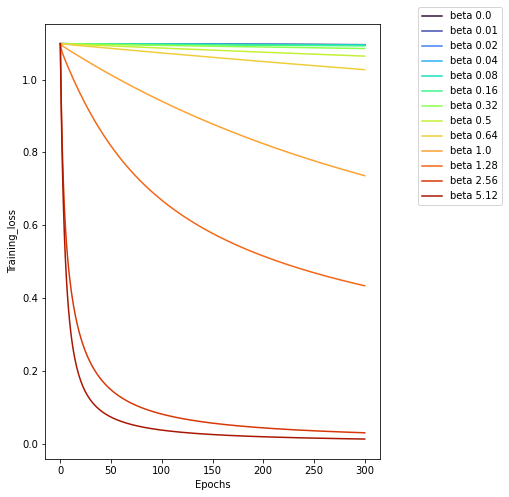 beta 0.0
beta 0.01
beta 0.02
beta 0.04
beta 0.08
beta 0.16
beta 0.32
beta 0.5
beta 0.64
beta 1.0
beta 1.28
beta 2.56
beta 5.12
Training_loss
1.0
0.8
0.6
0.4
0.2
0.0
0 50 100 150 200 250 300
Epochs